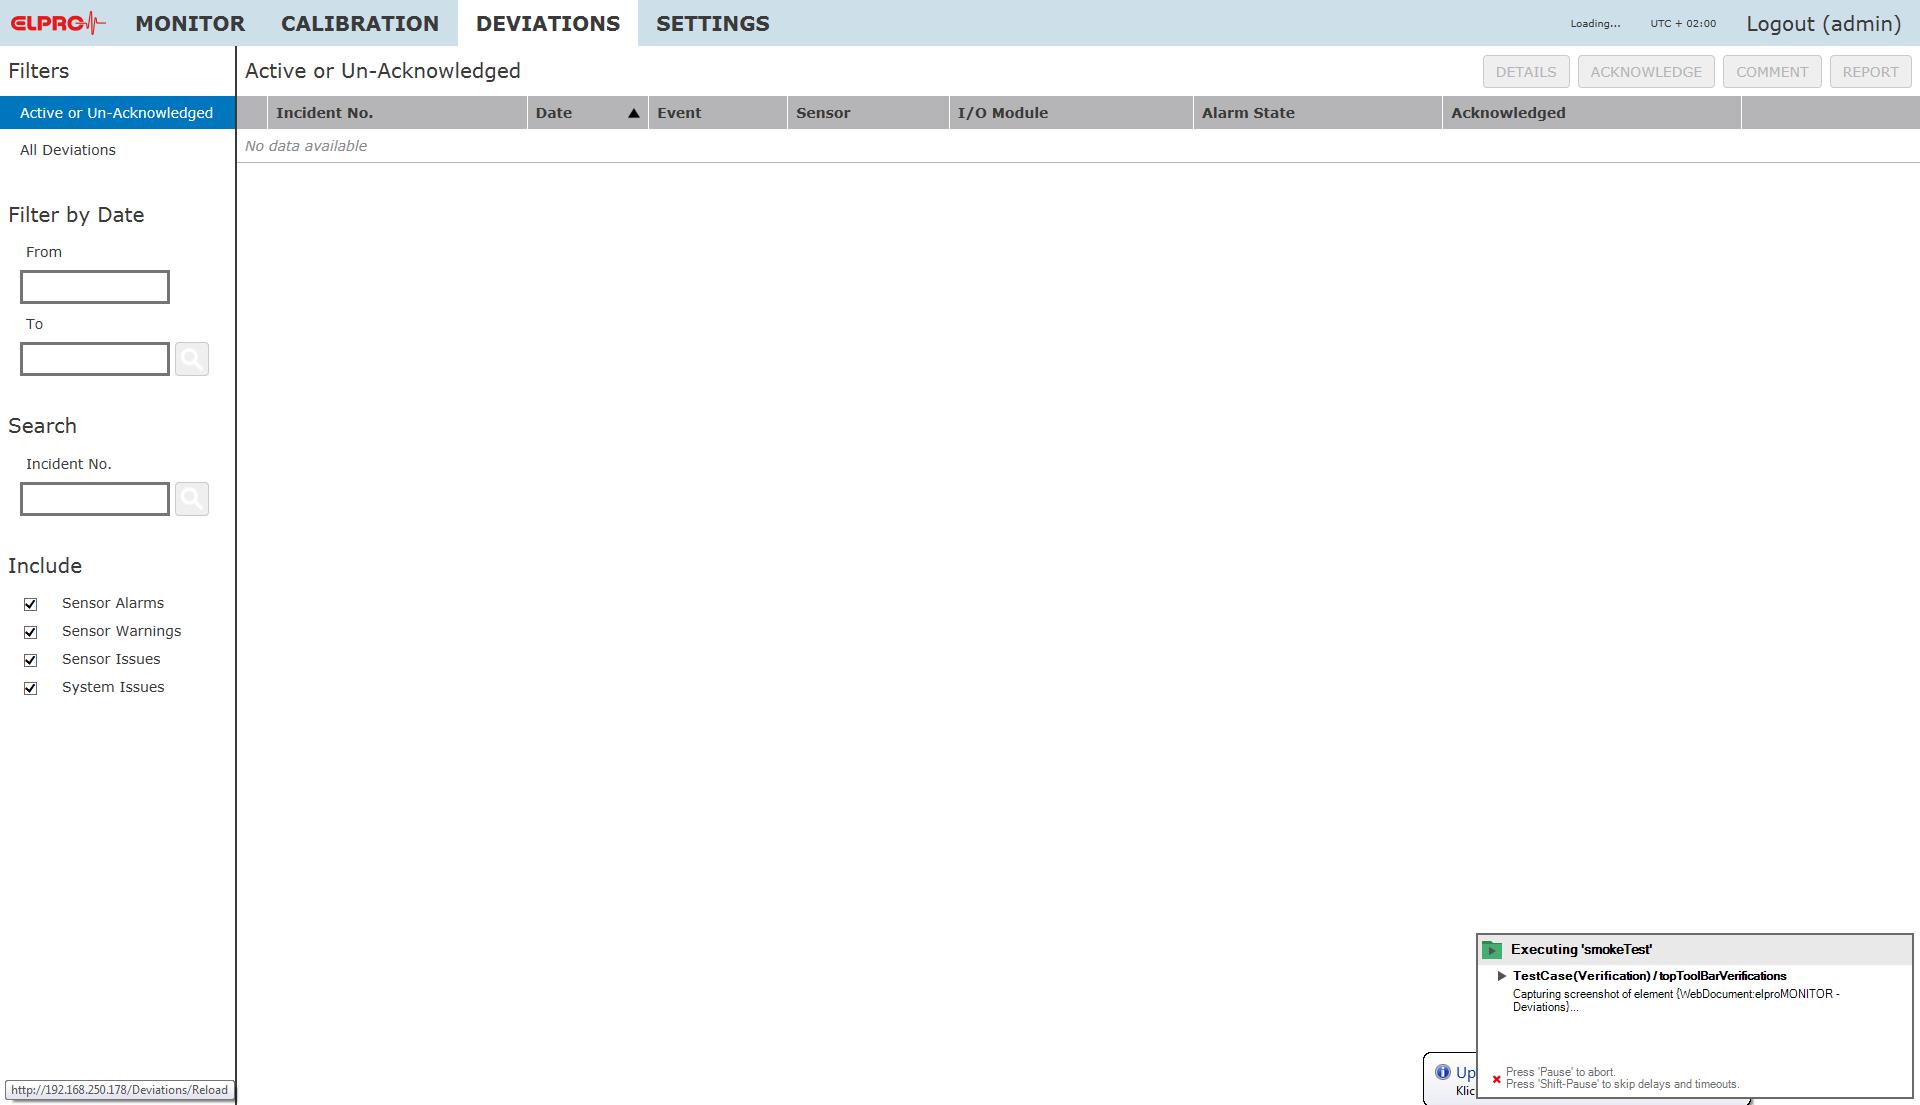 ELPRO MONITOR CALIBRATION DEVIATIONS SETTINGS Loading... UTC + 02:00 Logout (admin)
Filters
Active or Un-Acknowledged
All Deviations
Filter by Date
From
To
Search
Incident No.
Include
Sensor Alarms
Sensor Warnings
Sensor Issues
System Issues
Active or Un-Acknowledged DETAILS ACKNOWLEDGE COMMENT REPORT
Incident No. Date Event Sensor I/O Module Alarm State Acknowledged
No data available
Executing 'smokeTest'
TestCase(Verification) / topToolBarVerifications
Capturing screenshot of element {WebDocument:elproMONITOR -
Deviations}...
Press 'Pause' to abort.
Press 'Shift-Pause' to skip delays and timeouts.
Up
Klic
http://192.168.250.178/Deviations/Reload